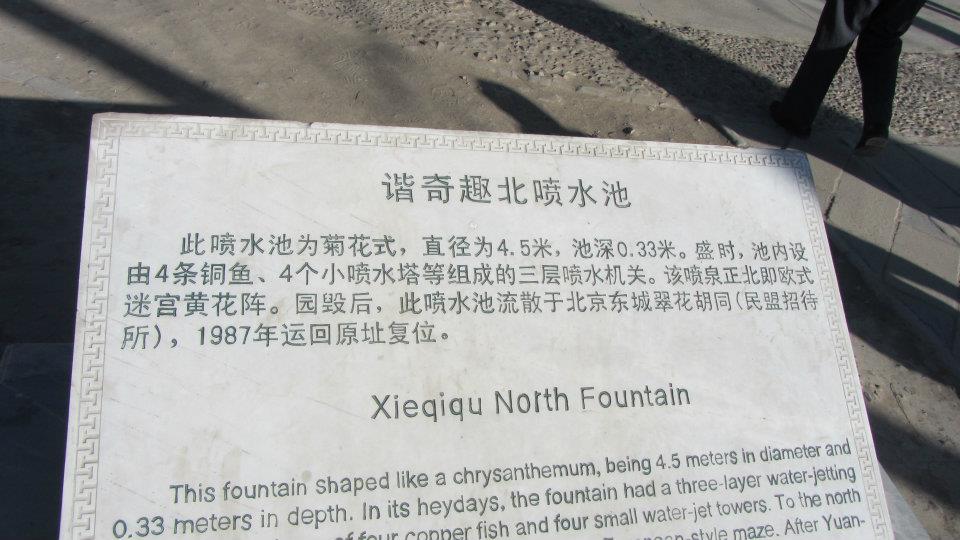 谐奇趣北喷水池
此喷水池为菊花式，直径为4.5米，池深0.33米。盛时，池内设
由4条铜鱼、4个小喷水塔等组成的三层喷水机关。该喷泉正北即欧式
迷宫黄花阵。园毁后，此喷水池流散于北京东城翠花胡同(民盟招待
所)，1987年运回原址复位。
Xieqiqu North Fountain
This fountain shaped like a chrysanthemum, being 4.5 meters in diameter and
0.33 meters in depth. In its heydays, the fountain had a three-layer water-jetting
of four copper fish and four small water-jet towers. To the north
-style maze. After Yuan-